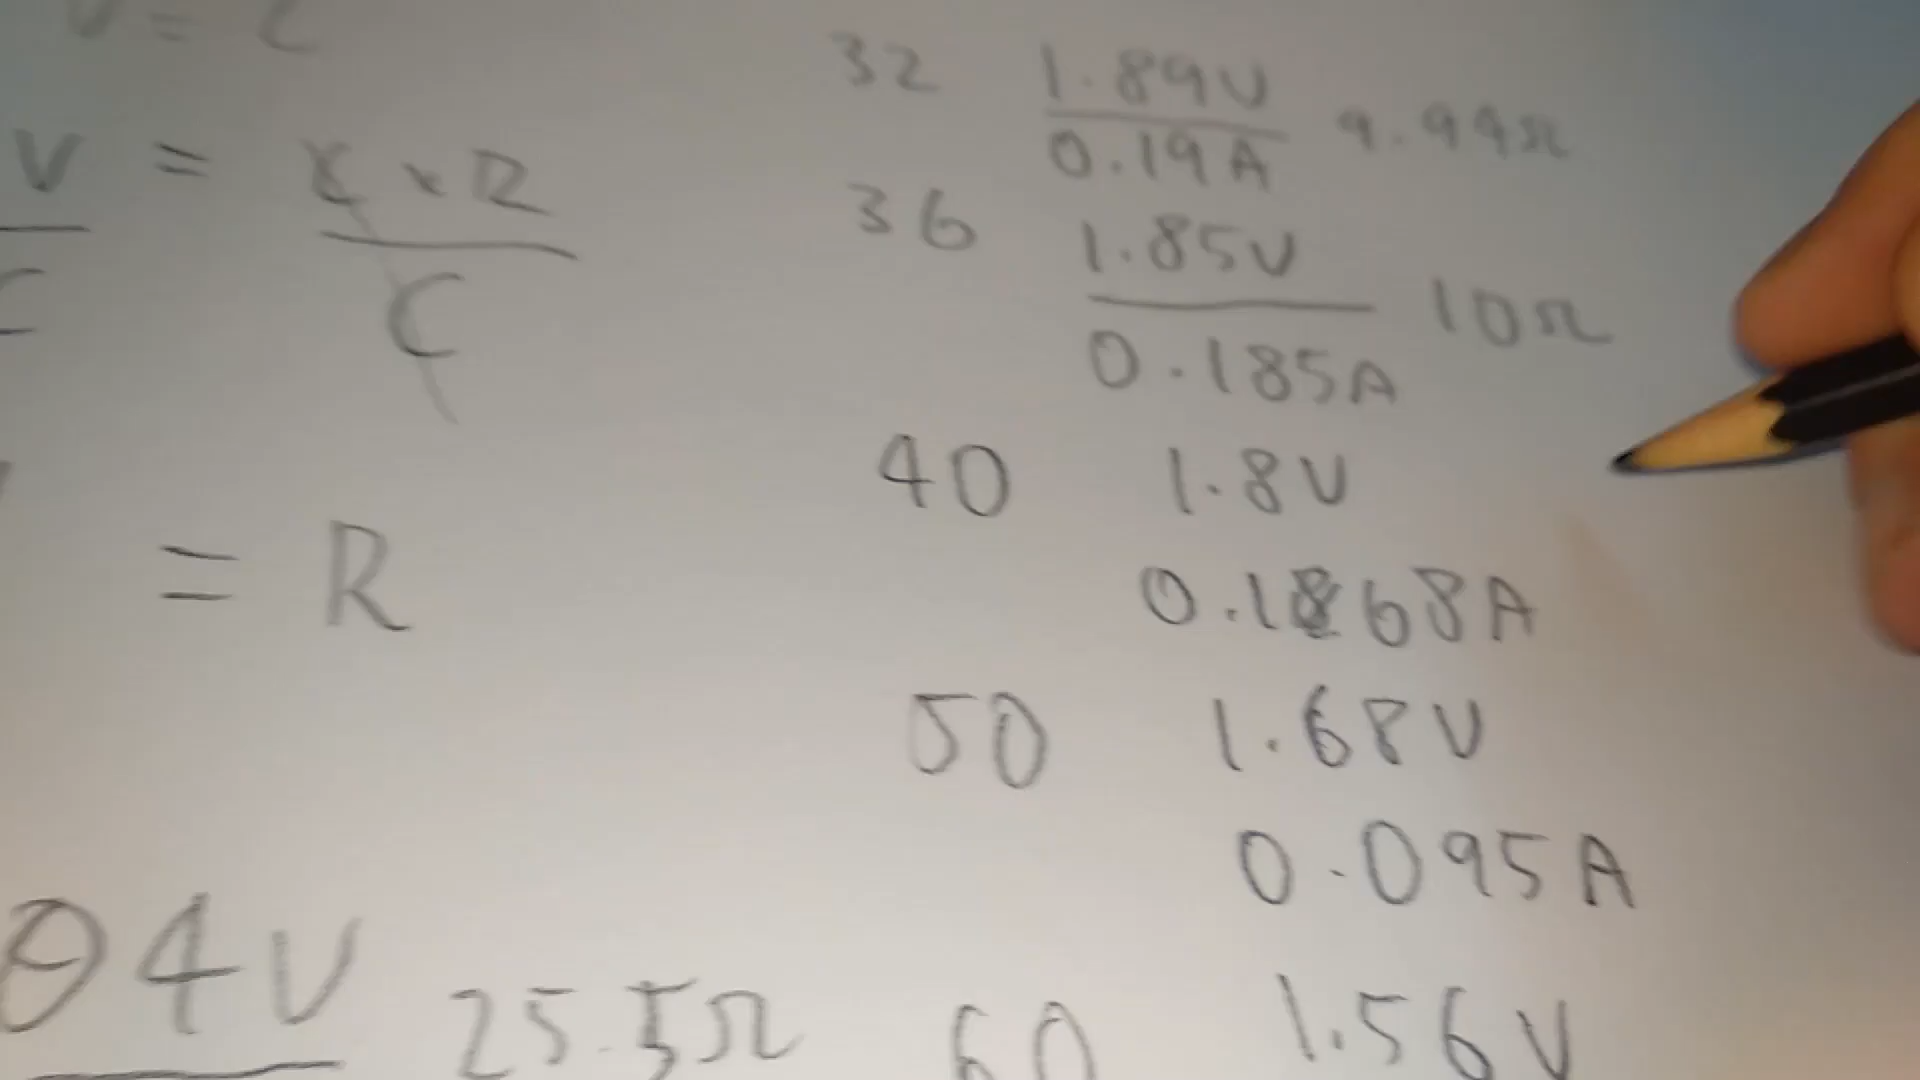 V = C
32 1.89V
0.19A 9.94Ω
V = C x R
C C
36 1.85V
0.185A 10Ω
40 1.8V
0.1868A
= R
50 1.68V
0.095A
04V 25.5Ω
60 1.56V